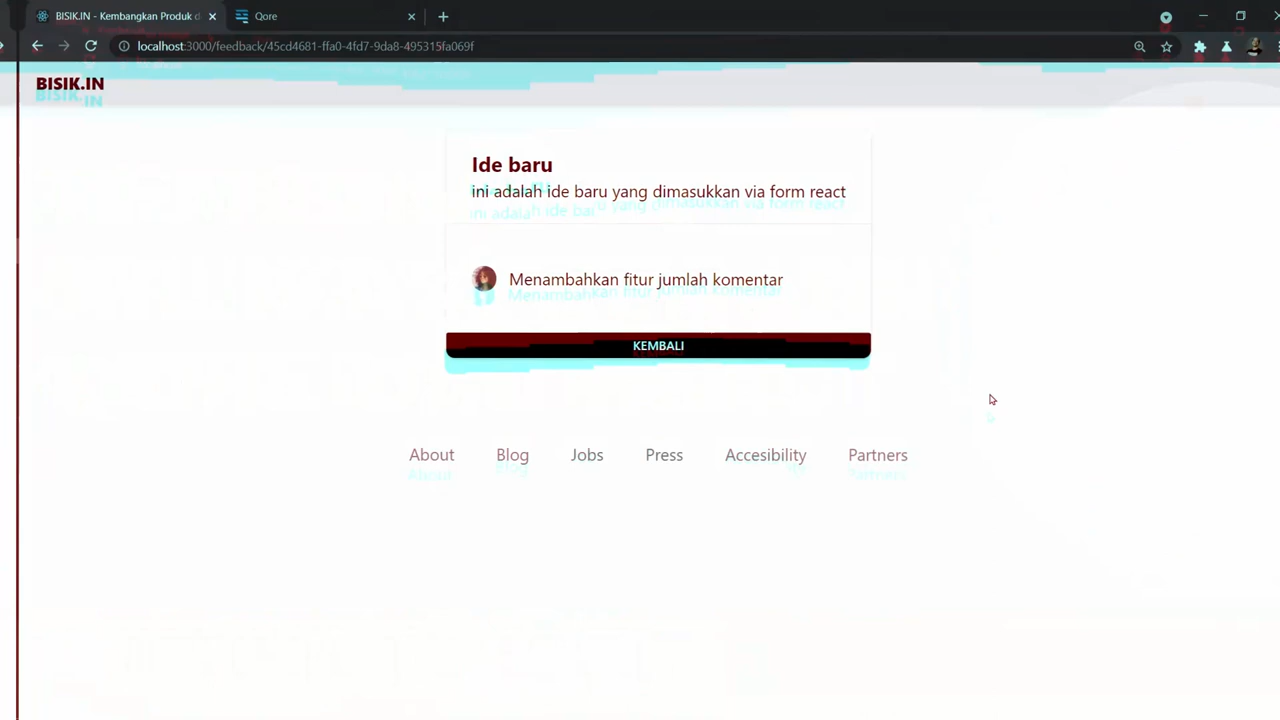 BISIK.IN - Kembangkan Produk d
Qore
localhost:3000/feedback/45cd4681-ffa0-4fd7-9da8-495315fa069f
BISIK.IN
Ide baru
ini adalah ide baru yang dimasukkan via form react
Menambahkan fitur jumlah komentar
KEMBALI
About Blog Jobs Press Accesibility Partners